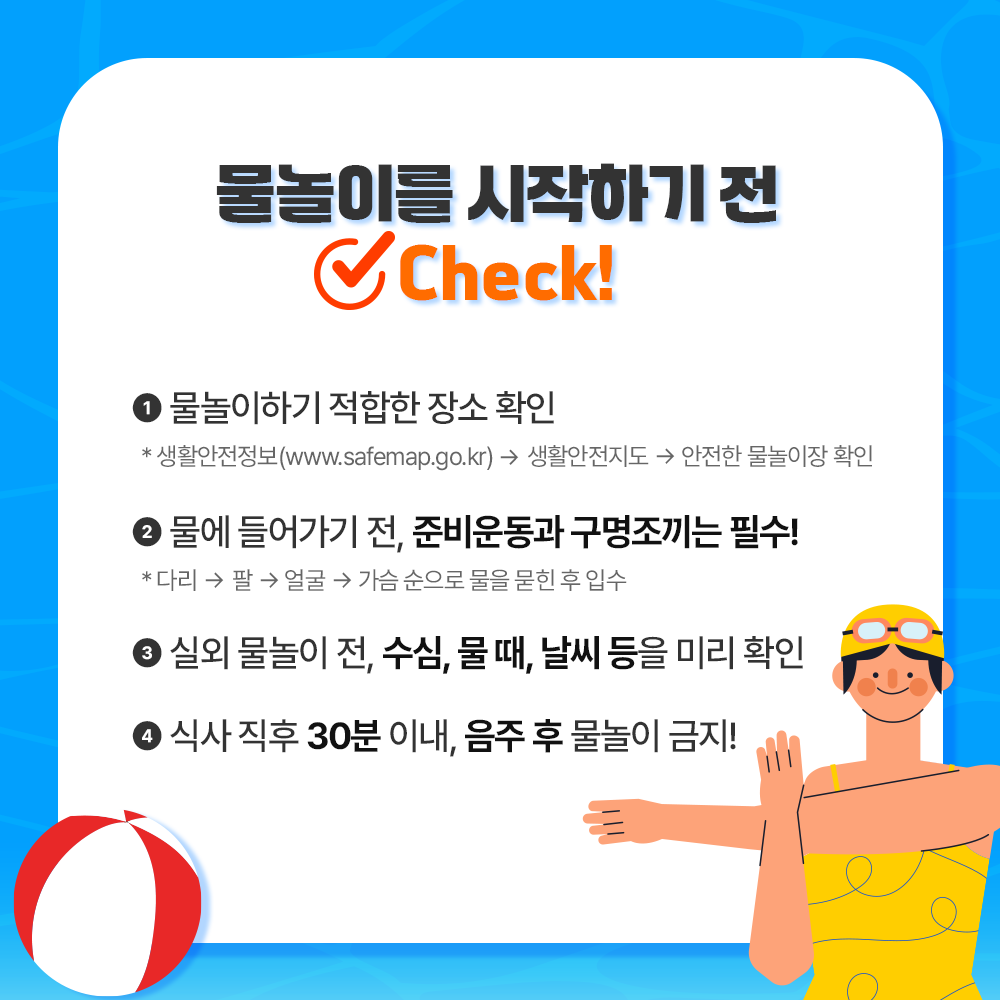 물놀이를 시작하기 전
Check!
1 물놀이하기 적합한 장소 확인
* 생활안전정보(www.safemap.go.kr) → 생활안전지도 → 안전한 물놀이장 확인
2 물에 들어가기 전, 준비운동과 구명조끼는 필수!
* 다리 → 팔 → 얼굴 → 가슴 순으로 물을 묻힌 후 입수
3 실외 물놀이 전, 수심, 물 때, 날씨 등을 미리 확인
4 식사 직후 30분 이내, 음주 후 물놀이 금지!